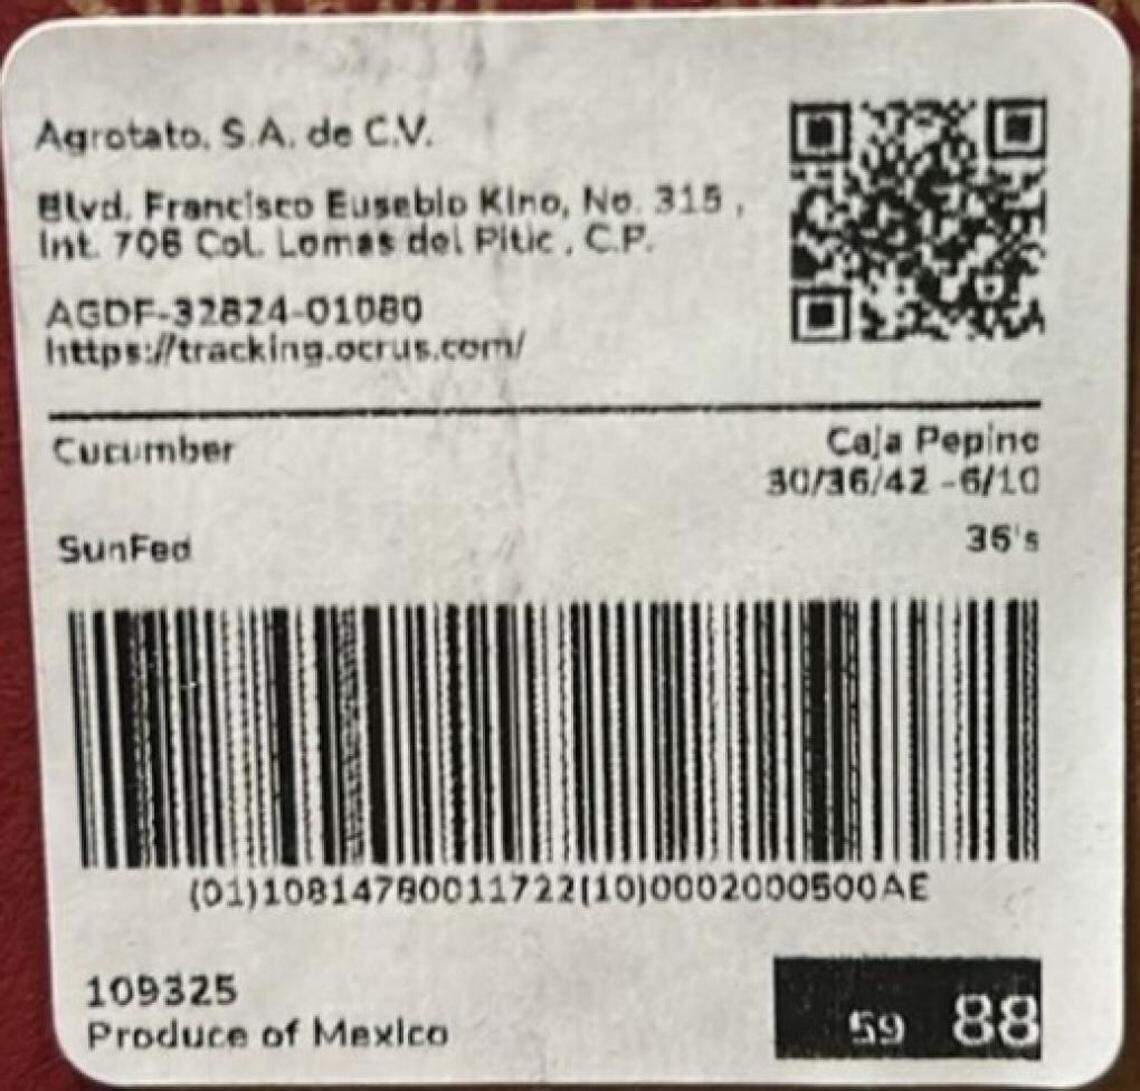 Agrotato, S.A. de C.V.
Blvd. Francisco Eusebio Kino, No. 315 ,
Int. 706 Col. Lomas del Pitic , C.P.
AGDF-32824-01080
https://tracking.ocrus.com/
Cucumber
Caja Pepino
30/36/42 -6/10
SunFed
36's
(01)10814780011722(10)0002000500AE
109325
Produce of Mexico
59 88